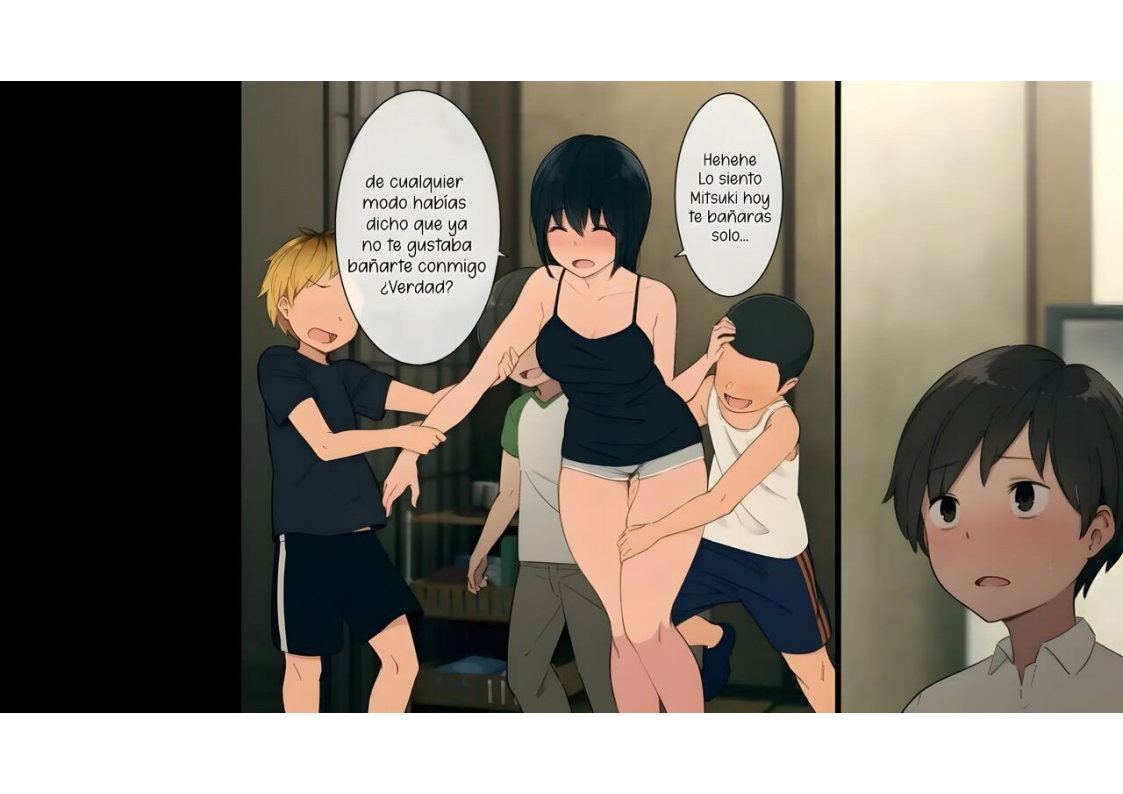 Hehehe
Lo siento
Mitsuki hoy
te bañaras
solo...
de cualquier
modo habías
dicho que ya
no te gustaba
bañarte conmigo
¿Verdad?